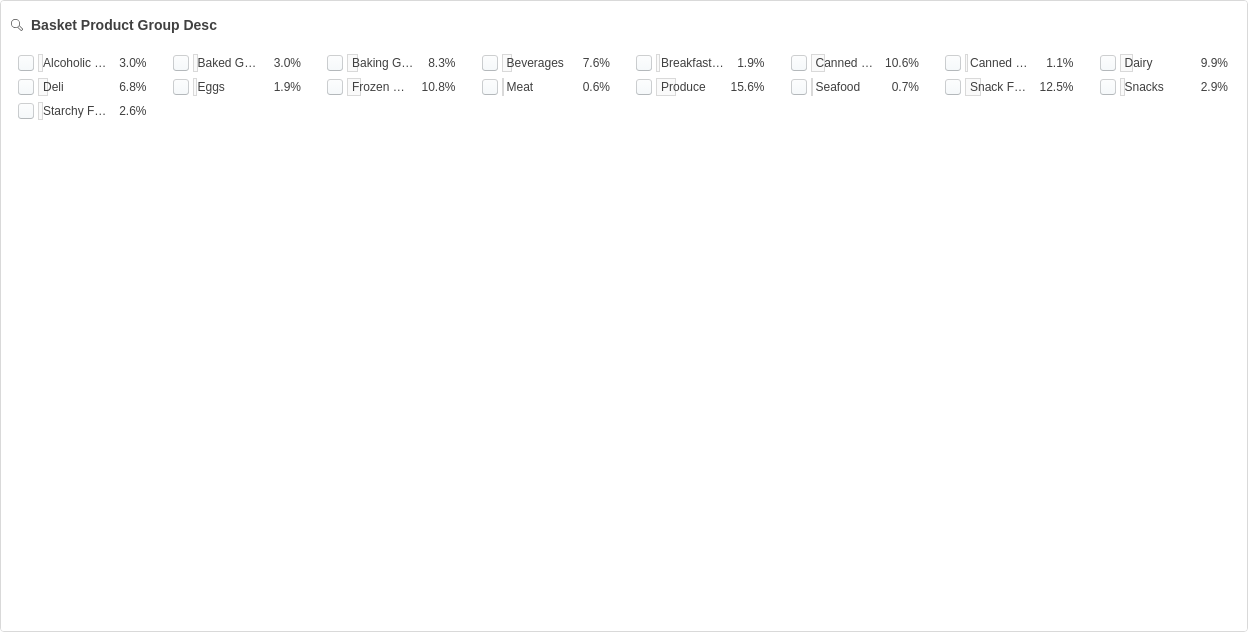 Basket Product Group Desc
Alcoholic … 3.0% Baked G… 3.0% Baking G… 8.3% Beverages 7.6% Breakfast… 1.9% Canned … 10.6% Canned … 1.1% Dairy 9.9%
Deli 6.8% Eggs 1.9% Frozen … 10.8% Meat 0.6% Produce 15.6% Seafood 0.7% Snack F… 12.5% Snacks 2.9%
Starchy F… 2.6%